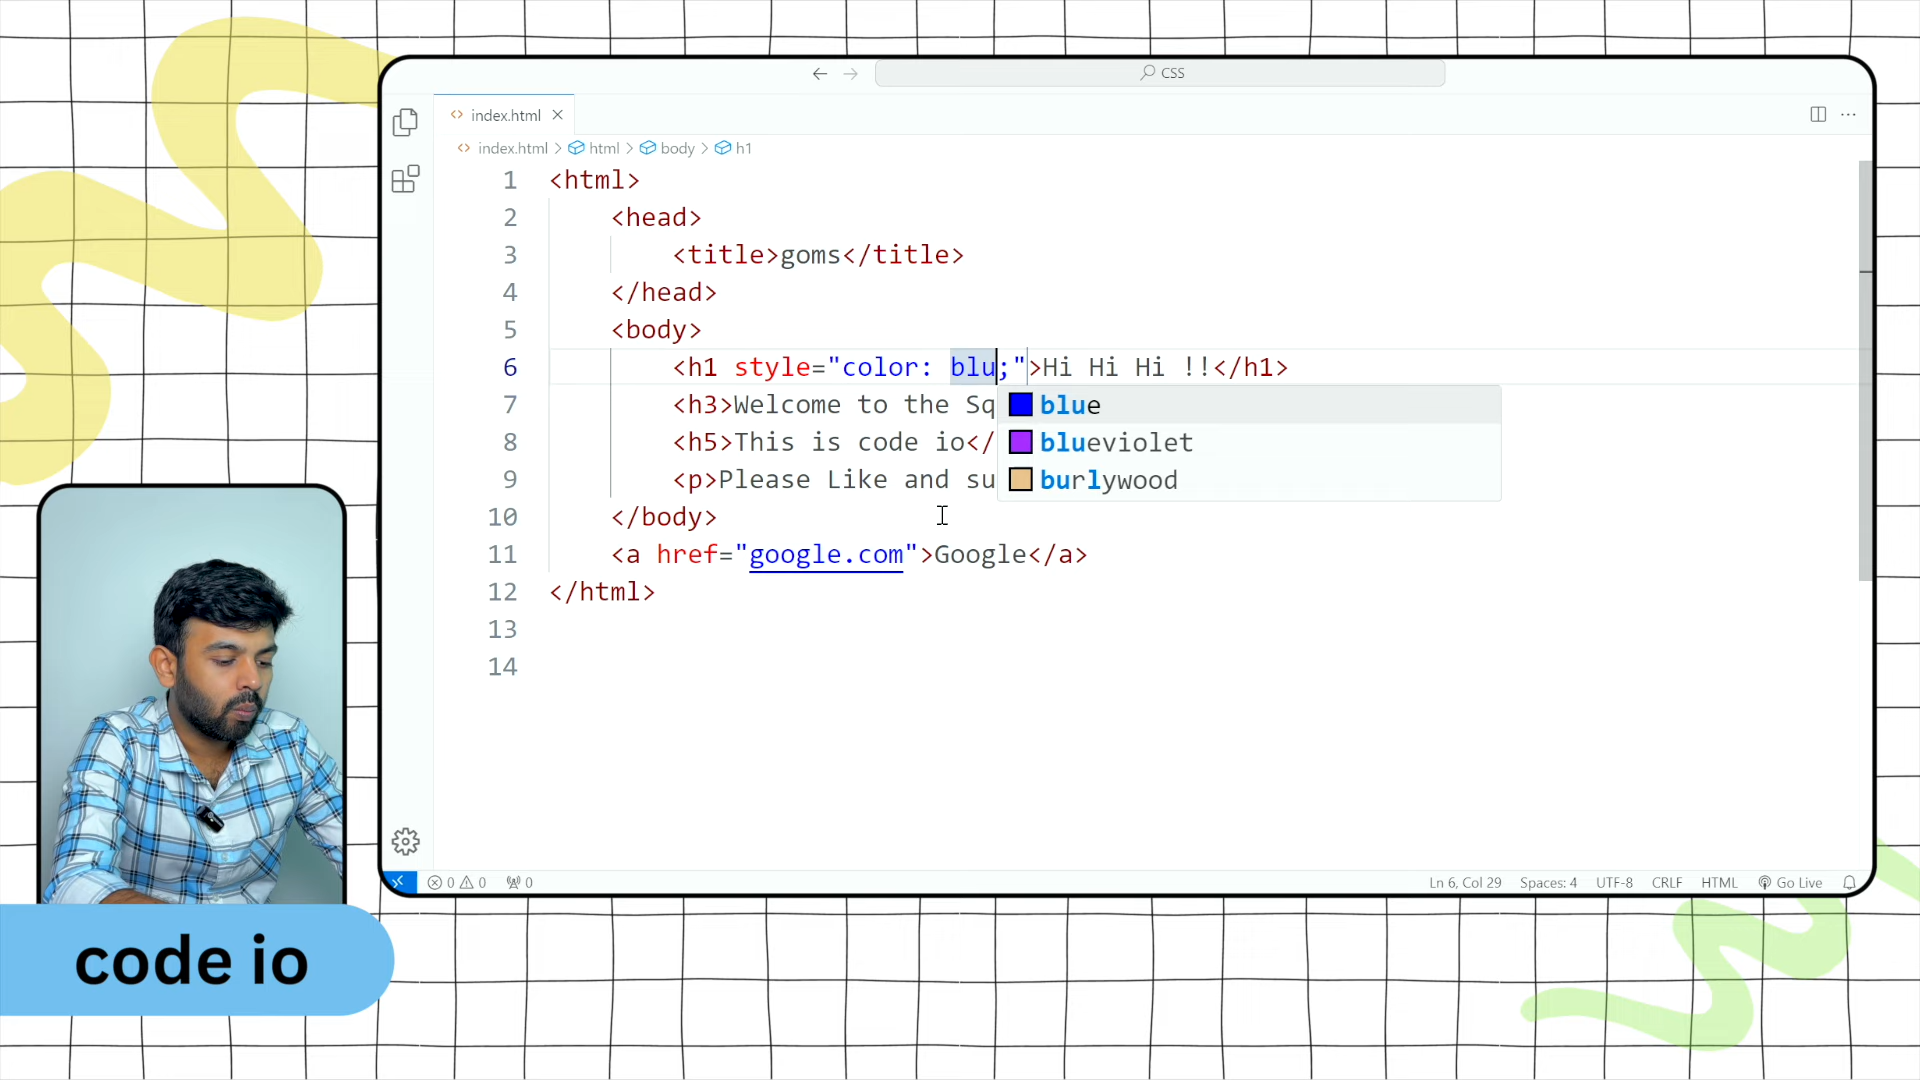 CSS
index.html
index.html > html > body > h1
1 <html>
2 <head>
3 <title>goms</title>
4 </head>
5 <body>
6 <h1 style="color: blu;">Hi Hi Hi !!</h1>
7 <h3>Welcome to the Sq
blue
8 <h5>This is code io</
blueviolet
9 <p>Please Like and su
burlywood
10 </body>
11 <a href="google.com">Google</a>
12 </html>
13
14
0 0 0 Ln 6, Col 29 Spaces: 4 UTF-8 CRLF HTML Go Live
code io